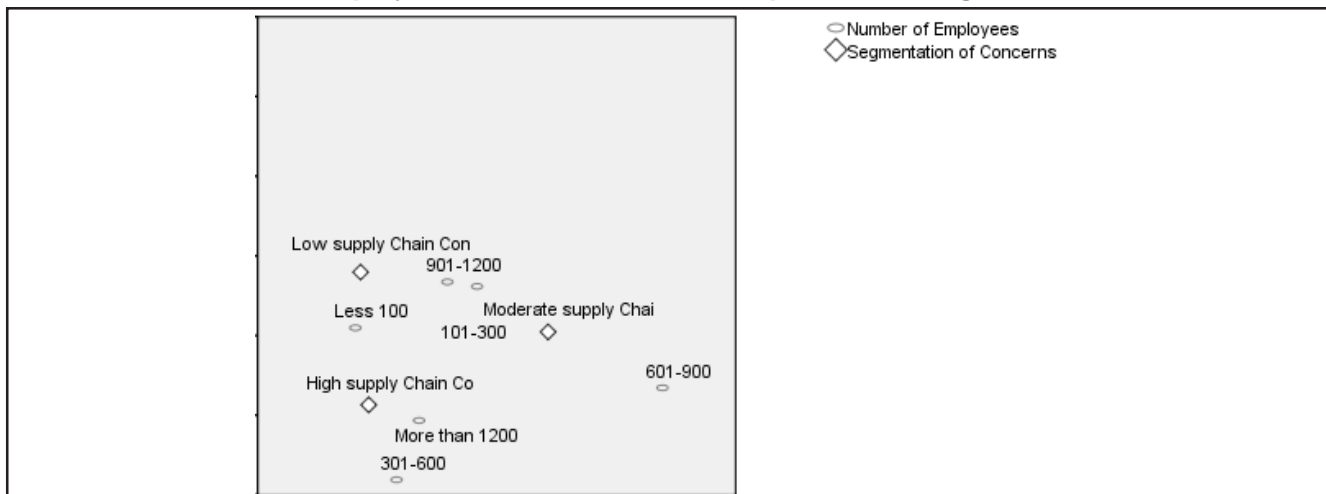 Number of Employees
Segmentation of Concerns
Low supply Chain Con
901-1200
Less 100
Moderate supply Chai
101-300
601-900
High supply Chain Co
More than 1200
301-600